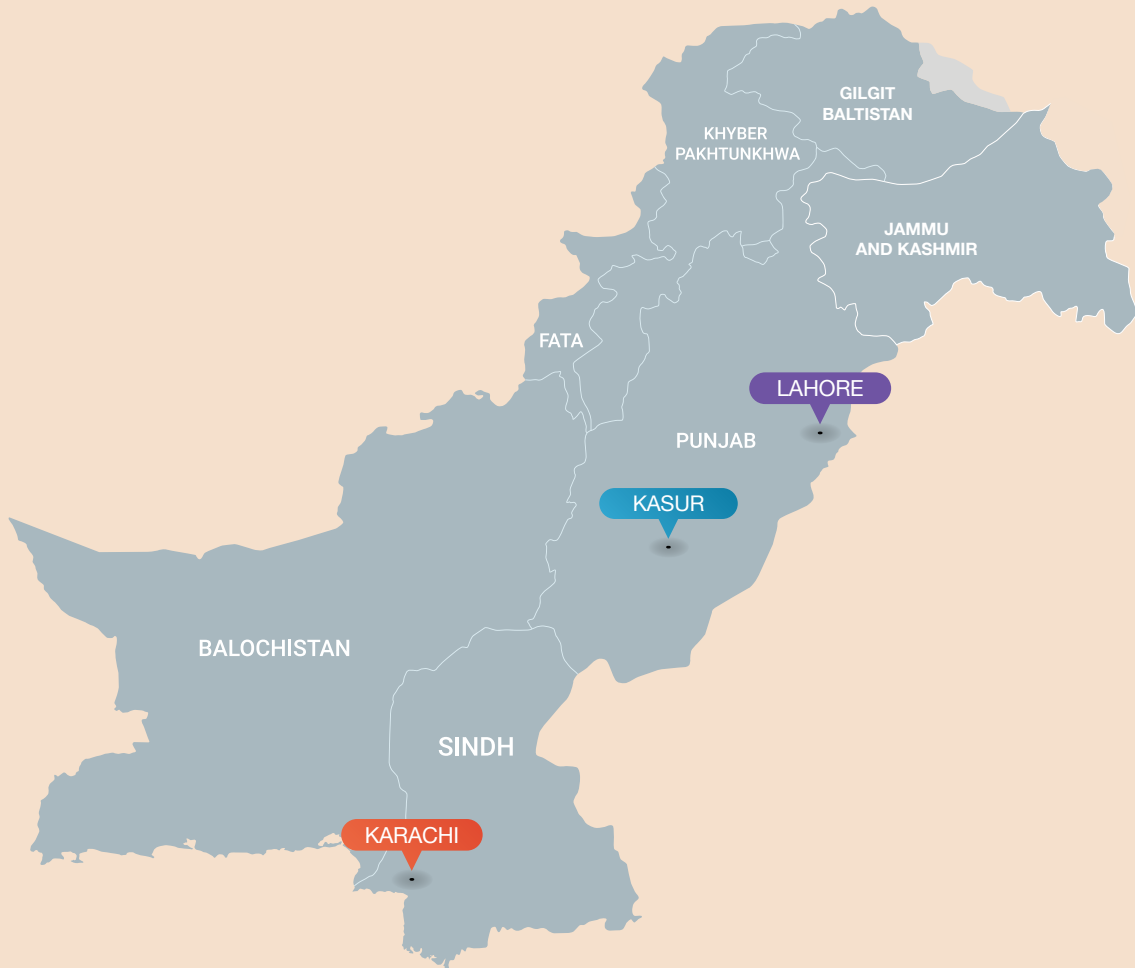 GILGIT
BALTISTAN
KHYBER
PAKHTUNKHWA
JAMMU
AND KASHMIR
FATA
LAHORE
PUNJAB
KASUR
BALOCHISTAN
SINDH
KARACHI